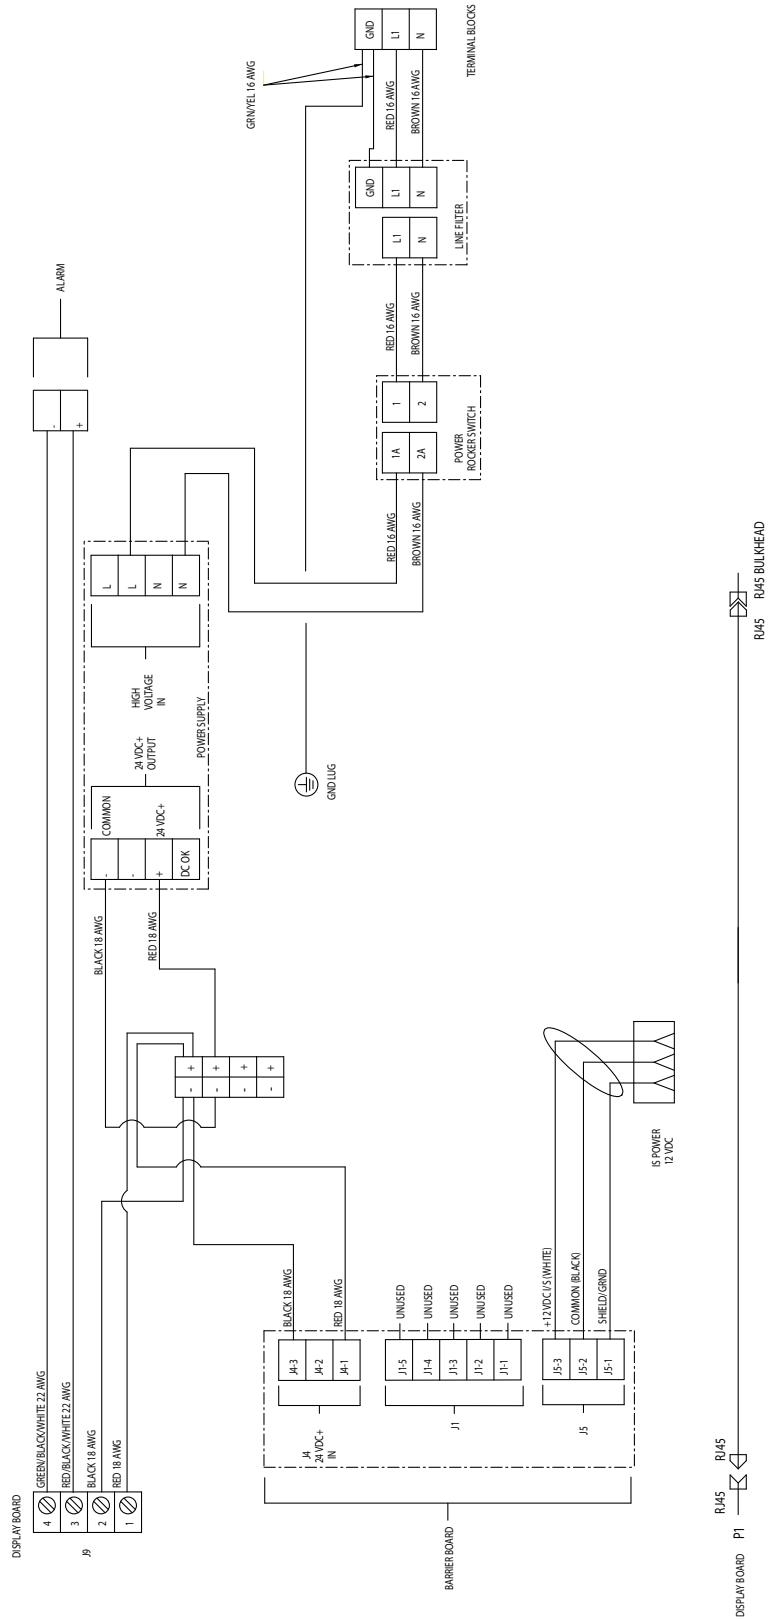 DISPLAY BOARD
J9
4
3
2
1
GREEN/BLACK/WHITE 22 AWG
RED/BLACK/WHITE 22 AWG
BLACK 18 AWG
RED 18 AWG
-
+
ALARM
BLACK 18 AWG
RED 18 AWG
-
-
+
DC OK
COMMON
24 VDC+
24 VDC+
OUTPUT
HIGH
VOLTAGE
IN
POWER SUPPLY
L
L
N
N
- +
- +
- +
- +
GND LUG
GRN/YEL 16 AWG
RED 16 AWG
BROWN 16 AWG
1A
2A
1
2
POWER
ROCKER SWITCH
RED 16 AWG
BROWN 16 AWG
L1
N
GND
L1
N
LINE FILTER
RED 16 AWG
BROWN 16 AWG
GND
L1
N
TERMINAL BLOCKS
BARRIER BOARD
J4
24 VDC+
IN
J4-3
J4-2
J4-1
BLACK 18 AWG
RED 18 AWG
J1
J1-5
J1-4
J1-3
J1-2
J1-1
UNUSED
UNUSED
UNUSED
UNUSED
UNUSED
J5
J5-3
J5-2
J5-1
+12 VDC I/S (WHITE)
COMMON (BLACK)
SHIELD/GRND
IS POWER
12 VDC
DISPLAY BOARD P1
RJ45
RJ45
RJ45
RJ45 BULKHEAD